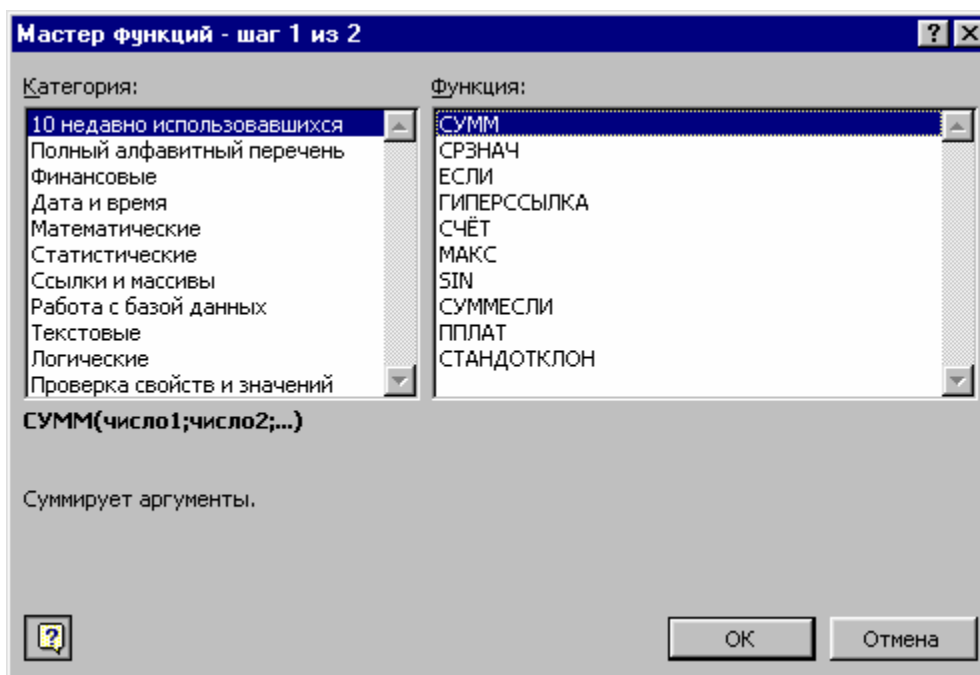 Мастер функций - шаг 1 из 2
Категория:
10 недавно использовавшихся
Полный алфавитный перечень
Финансовые
Дата и время
Математические
Статистические
Ссылки и массивы
Работа с базой данных
Текстовые
Логические
Проверка свойств и значений
Функция:
СУММ
СРЗНАЧ
ЕСЛИ
ГИПЕРССЫЛКА
СЧЁТ
МАКС
SIN
СУММЕСЛИ
ППЛАТ
СТАНДОТКЛОН
СУММ(число1;число2;...)
Суммирует аргументы.
ОК
Отмена